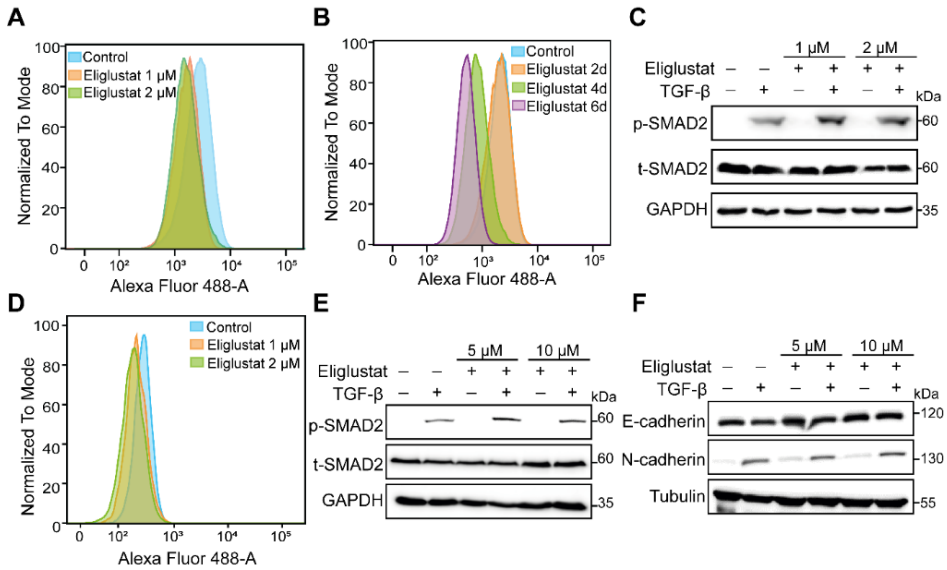 A
Control
Eliglustat 1 μM
Eliglustat 2 μM
Normalized To Mode
100
80
60
40
20
0
0 10² 10³ 10⁴ 10⁵
Alexa Fluor 488-A
B
Control
Eliglustat 2d
Eliglustat 4d
Eliglustat 6d
Normalized To Mode
100
80
60
40
20
0
0 10² 10³ 10⁴ 10⁵
Alexa Fluor 488-A
C
1 μM 2 μM
Eliglustat – – + + + +
TGF-β – + – + – +
kDa
p-SMAD2 60
t-SMAD2 60
GAPDH 35
D
Control
Eliglustat 1 μM
Eliglustat 2 μM
Normalized To Mode
100
80
60
40
20
0
0 10² 10³ 10⁴ 10⁵
Alexa Fluor 488-A
E
5 μM 10 μM
Eliglustat – – + + + +
TGF-β – + – + – +
kDa
p-SMAD2 60
t-SMAD2 60
GAPDH 35
F
5 μM 10 μM
Eliglustat – – + + + +
TGF-β – + – + – +
kDa
E-cadherin 120
N-cadherin 130
Tubulin 55